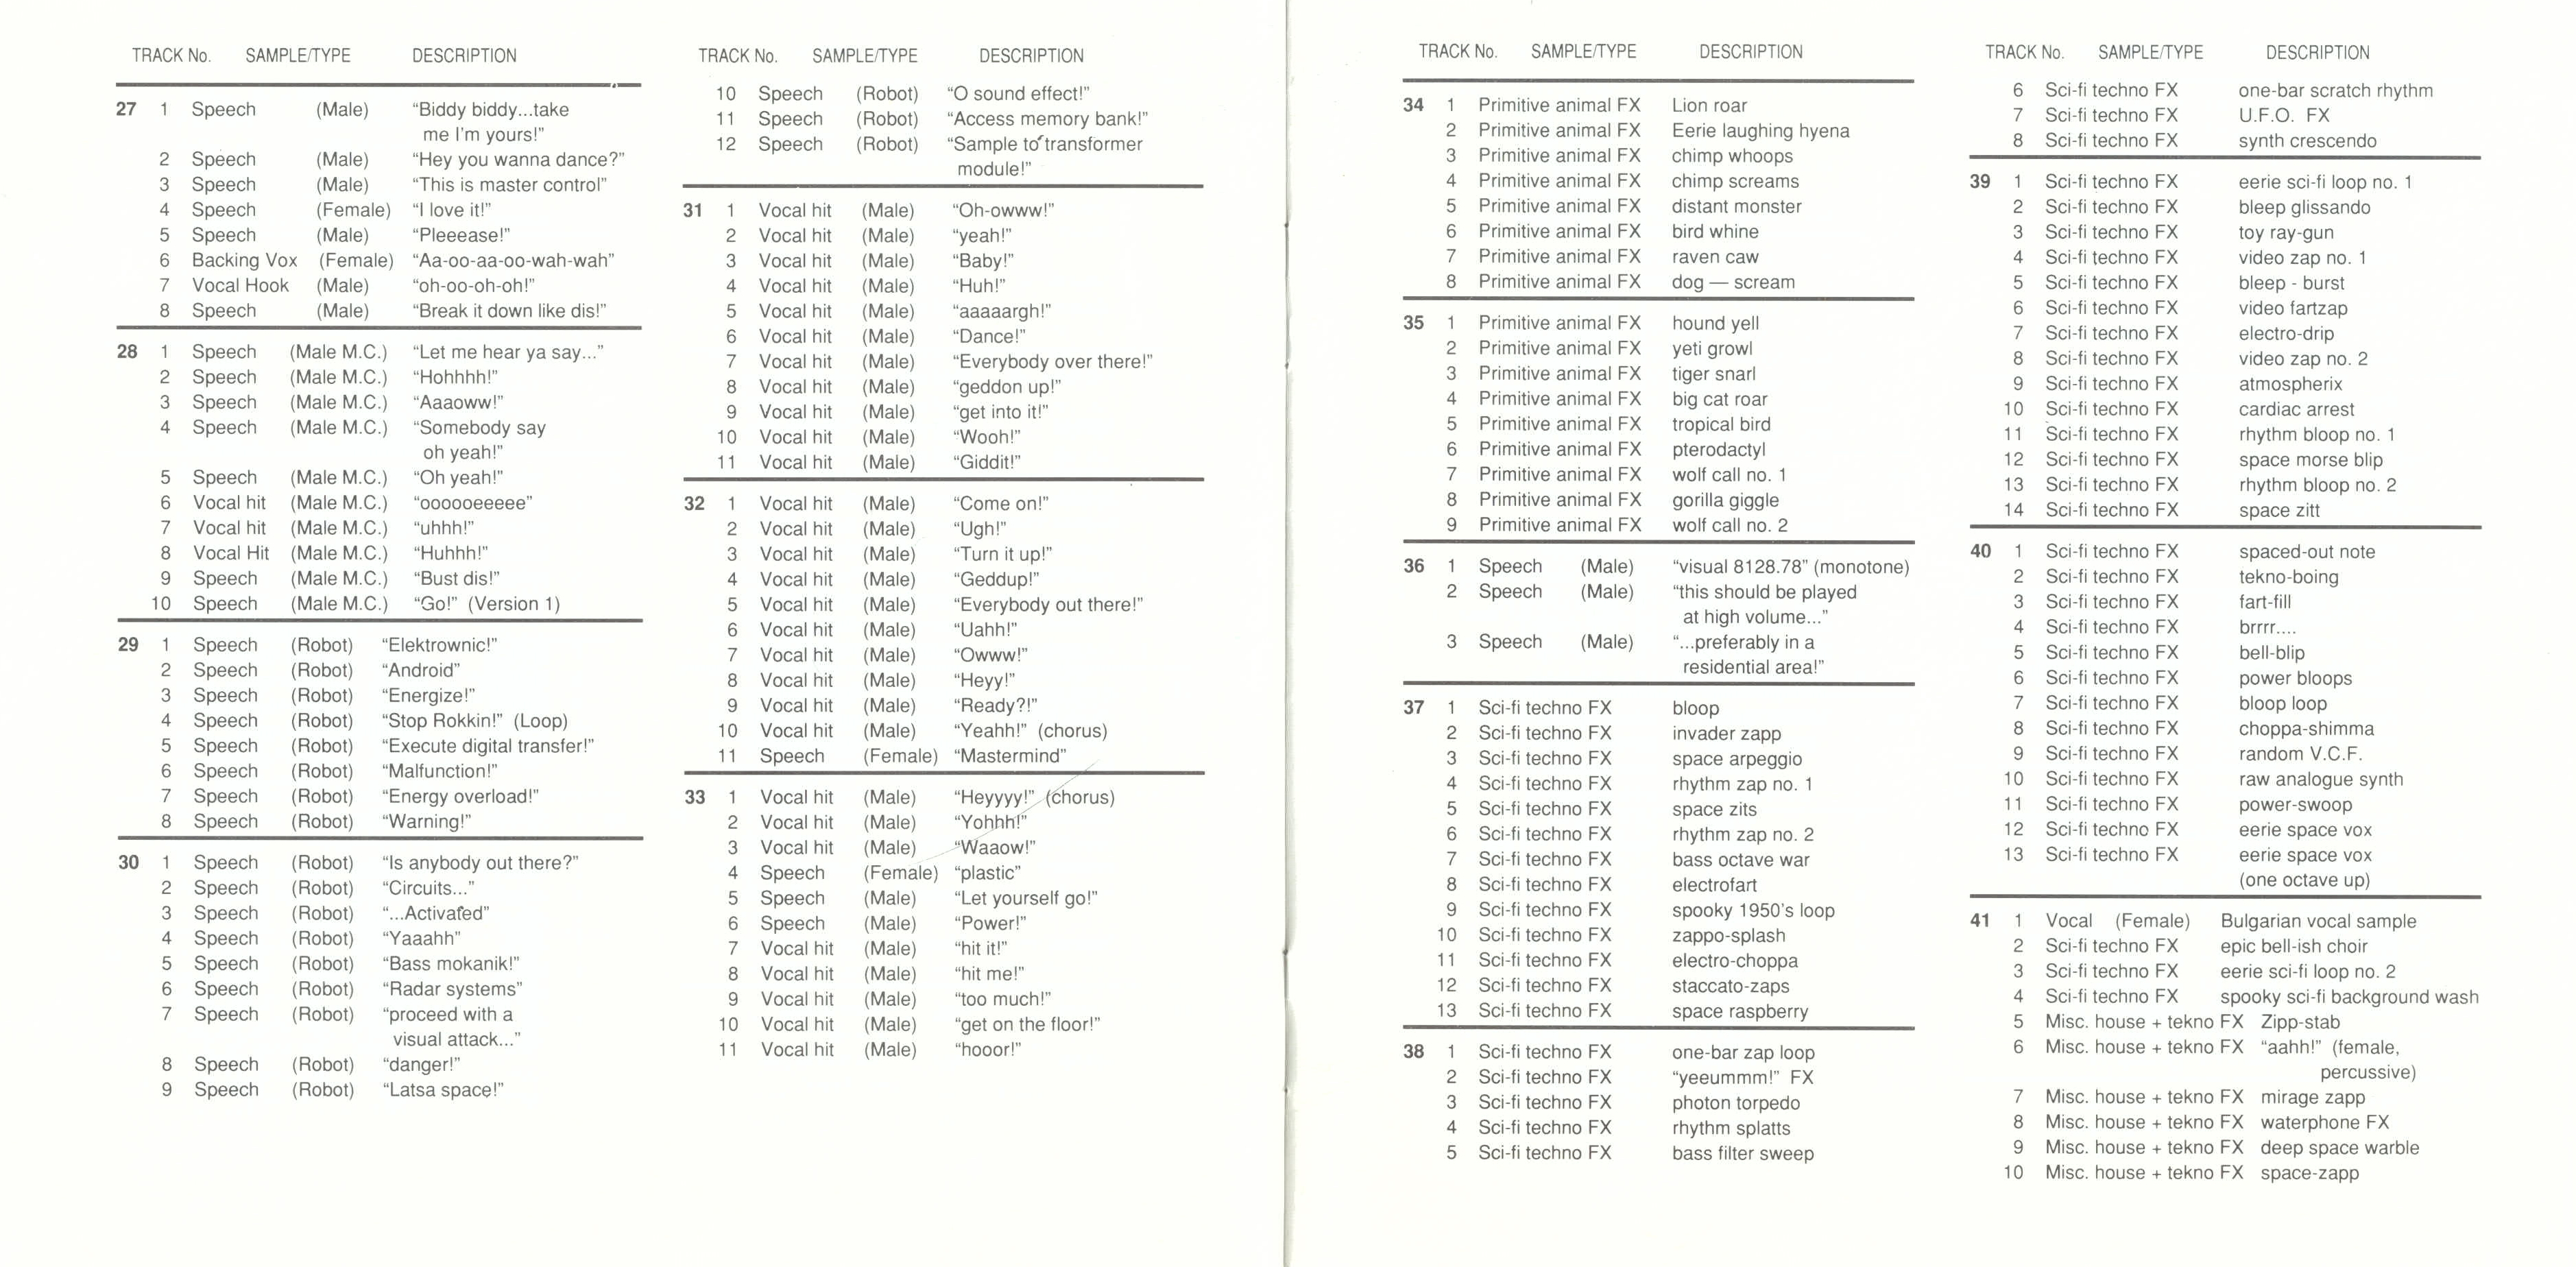 TRACK No. SAMPLE/TYPE DESCRIPTION
27 1 Speech (Male) “Biddy biddy...take
me I'm yours!”
2 Speech (Male) “Hey you wanna dance?”
3 Speech (Male) “This is master control”
4 Speech (Female) “I love it!”
5 Speech (Male) “Pleeease!”
6 Backing Vox (Female) “Aa-oo-aa-oo-wah-wah”
7 Vocal Hook (Male) “oh-oo-oh-oh!”
8 Speech (Male) “Break it down like dis!”
28 1 Speech (Male M.C.) “Let me hear ya say...”
2 Speech (Male M.C.) “Hohhhh!”
3 Speech (Male M.C.) “Aaaoww!”
4 Speech (Male M.C.) “Somebody say
oh yeah!”
5 Speech (Male M.C.) “Oh yeah!”
6 Vocal hit (Male M.C.) “oooooeeeee”
7 Vocal hit (Male M.C.) “uhhh!”
8 Vocal Hit (Male M.C.) “Huhhh!”
9 Speech (Male M.C.) “Bust dis!”
10 Speech (Male M.C.) “Go!” (Version 1)
29 1 Speech (Robot) “Elektrownic!”
2 Speech (Robot) “Android”
3 Speech (Robot) “Energize!”
4 Speech (Robot) “Stop Rokkin!” (Loop)
5 Speech (Robot) “Execute digital transfer!”
6 Speech (Robot) “Malfunction!”
7 Speech (Robot) “Energy overload!”
8 Speech (Robot) “Warning!”
30 1 Speech (Robot) “Is anybody out there?”
2 Speech (Robot) “Circuits...”
3 Speech (Robot) “...Activated”
4 Speech (Robot) “Yaaahh”
5 Speech (Robot) “Bass mokanik!”
6 Speech (Robot) “Radar systems”
7 Speech (Robot) “proceed with a
visual attack...”
8 Speech (Robot) “danger!”
9 Speech (Robot) “Latsa space!”
TRACK No. SAMPLE/TYPE DESCRIPTION
10 Speech (Robot) “O sound effect!”
11 Speech (Robot) “Access memory bank!”
12 Speech (Robot) “Sample to transformer
module!”
31 1 Vocal hit (Male) “Oh-owww!”
2 Vocal hit (Male) “yeah!”
3 Vocal hit (Male) “Baby!”
4 Vocal hit (Male) “Huh!”
5 Vocal hit (Male) “aaaaargh!”
6 Vocal hit (Male) “Dance!”
7 Vocal hit (Male) “Everybody over there!”
8 Vocal hit (Male) “geddon up!”
9 Vocal hit (Male) “get into it!”
10 Vocal hit (Male) “Wooh!”
11 Vocal hit (Male) “Giddit!”
32 1 Vocal hit (Male) “Come on!”
2 Vocal hit (Male) “Ugh!”
3 Vocal hit (Male) “Turn it up!”
4 Vocal hit (Male) “Geddup!”
5 Vocal hit (Male) “Everybody out there!”
6 Vocal hit (Male) “Uahh!”
7 Vocal hit (Male) “Owww!”
8 Vocal hit (Male) “Heyy!”
9 Vocal hit (Male) “Ready?!”
10 Vocal hit (Male) “Yeahh!” (chorus)
11 Speech (Female) “Mastermind”
33 1 Vocal hit (Male) “Heyyyy!” (chorus)
2 Vocal hit (Male) “Yohhh!”
3 Vocal hit (Male) “Waaow!”
4 Speech (Female) “plastic”
5 Speech (Male) “Let yourself go!”
6 Speech (Male) “Power!”
7 Vocal hit (Male) “hit it!”
8 Vocal hit (Male) “hit me!”
9 Vocal hit (Male) “too much!”
10 Vocal hit (Male) “get on the floor!”
11 Vocal hit (Male) “hooor!”
TRACK No. SAMPLE/TYPE DESCRIPTION
34 1 Primitive animal FX Lion roar
2 Primitive animal FX Eerie laughing hyena
3 Primitive animal FX chimp whoops
4 Primitive animal FX chimp screams
5 Primitive animal FX distant monster
6 Primitive animal FX bird whine
7 Primitive animal FX raven caw
8 Primitive animal FX dog — scream
35 1 Primitive animal FX hound yell
2 Primitive animal FX yeti growl
3 Primitive animal FX tiger snarl
4 Primitive animal FX big cat roar
5 Primitive animal FX tropical bird
6 Primitive animal FX pterodactyl
7 Primitive animal FX wolf call no. 1
8 Primitive animal FX gorilla giggle
9 Primitive animal FX wolf call no. 2
36 1 Speech (Male) “visual 8128.78” (monotone)
2 Speech (Male) “this should be played
at high volume...”
3 Speech (Male) “...preferably in a
residential area!”
37 1 Sci-fi techno FX bloop
2 Sci-fi techno FX invader zapp
3 Sci-fi techno FX space arpeggio
4 Sci-fi techno FX rhythm zap no. 1
5 Sci-fi techno FX space zits
6 Sci-fi techno FX rhythm zap no. 2
7 Sci-fi techno FX bass octave war
8 Sci-fi techno FX electrofart
9 Sci-fi techno FX spooky 1950's loop
10 Sci-fi techno FX zappo-splash
11 Sci-fi techno FX electro-choppa
12 Sci-fi techno FX staccato-zaps
13 Sci-fi techno FX space raspberry
38 1 Sci-fi techno FX one-bar zap loop
2 Sci-fi techno FX “yeeummm!” FX
3 Sci-fi techno FX photon torpedo
4 Sci-fi techno FX rhythm splatts
5 Sci-fi techno FX bass filter sweep
TRACK No. SAMPLE/TYPE DESCRIPTION
6 Sci-fi techno FX one-bar scratch rhythm
7 Sci-fi techno FX U.F.O. FX
8 Sci-fi techno FX synth crescendo
39 1 Sci-fi techno FX eerie sci-fi loop no. 1
2 Sci-fi techno FX bleep glissando
3 Sci-fi techno FX toy ray-gun
4 Sci-fi techno FX video zap no. 1
5 Sci-fi techno FX bleep - burst
6 Sci-fi techno FX video fartzap
7 Sci-fi techno FX electro-drip
8 Sci-fi techno FX video zap no. 2
9 Sci-fi techno FX atmospherix
10 Sci-fi techno FX cardiac arrest
11 Sci-fi techno FX rhythm bloop no. 1
12 Sci-fi techno FX space morse blip
13 Sci-fi techno FX rhythm bloop no. 2
14 Sci-fi techno FX space zitt
40 1 Sci-fi techno FX spaced-out note
2 Sci-fi techno FX tekno-boing
3 Sci-fi techno FX fart-fill
4 Sci-fi techno FX brrrr....
5 Sci-fi techno FX bell-blip
6 Sci-fi techno FX power bloops
7 Sci-fi techno FX bloop loop
8 Sci-fi techno FX choppa-shimma
9 Sci-fi techno FX random V.C.F.
10 Sci-fi techno FX raw analogue synth
11 Sci-fi techno FX power-swoop
12 Sci-fi techno FX eerie space vox
13 Sci-fi techno FX eerie space vox
(one octave up)
41 1 Vocal (Female) Bulgarian vocal sample
2 Sci-fi techno FX epic bell-ish choir
3 Sci-fi techno FX eerie sci-fi loop no. 2
4 Sci-fi techno FX spooky sci-fi background wash
5 Misc. house + tekno FX Zipp-stab
6 Misc. house + tekno FX “aahh!” (female,
percussive)
7 Misc. house + tekno FX mirage zapp
8 Misc. house + tekno FX waterphone FX
9 Misc. house + tekno FX deep space warble
10 Misc. house + tekno FX space-zapp